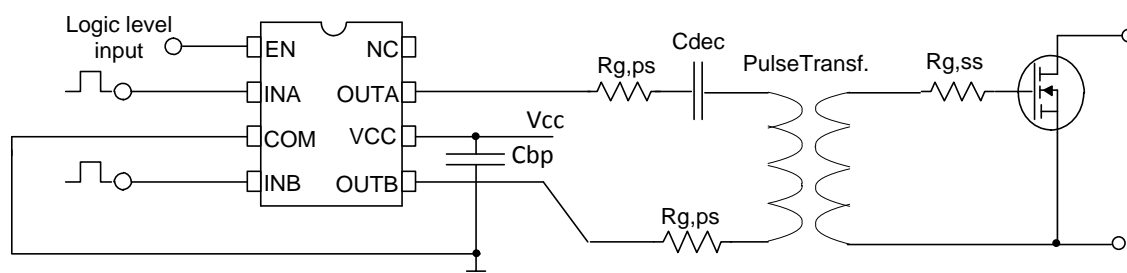 Logic level
input
EN
NC
INA
OUTA
COM
VCC
INB
OUTB
Vcc
Cbp
Rg,ps
Cdec
PulseTransf.
Rg,ss
Rg,ps